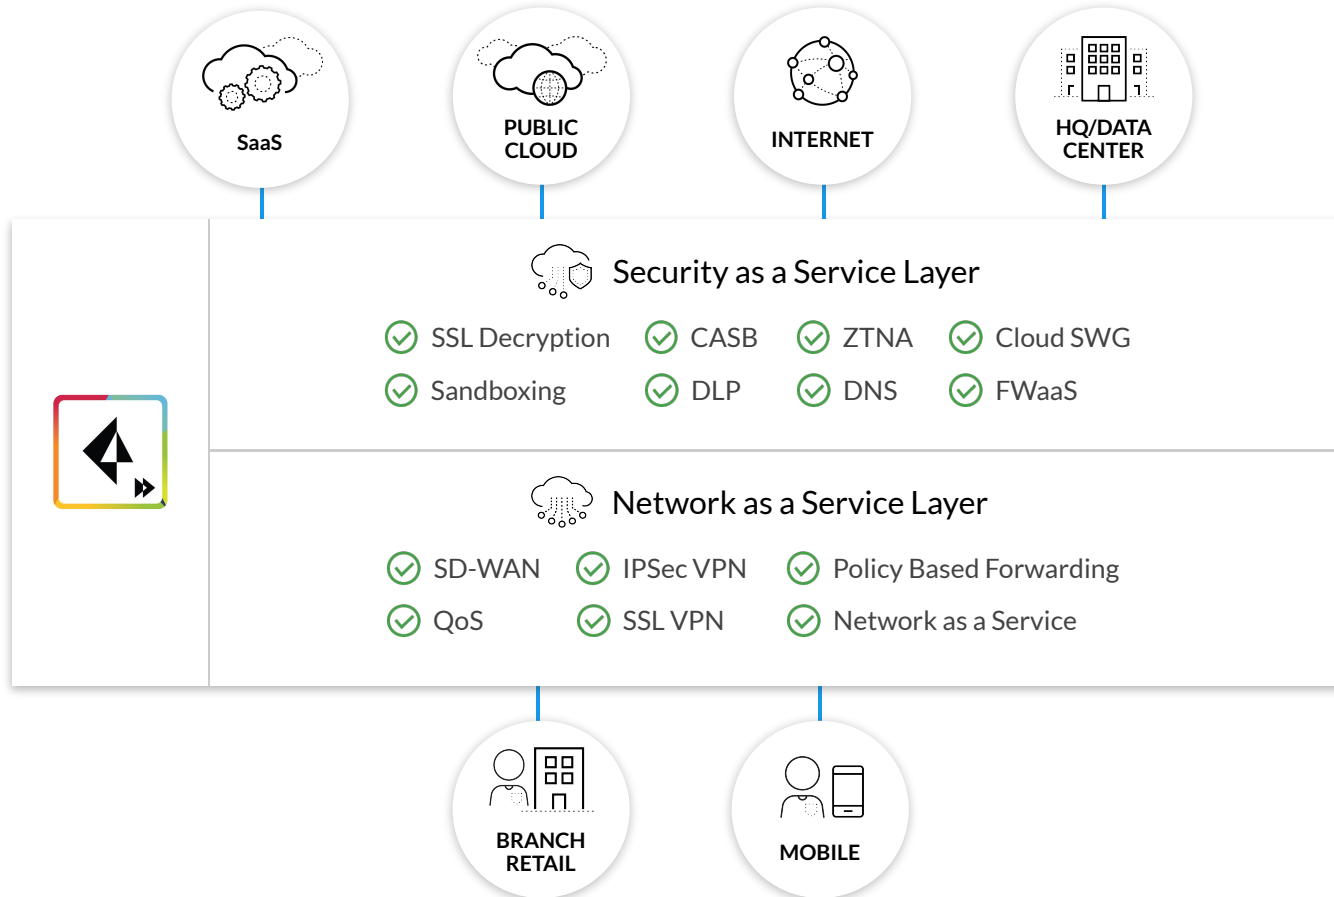 SaaS
PUBLIC
CLOUD
INTERNET
HQ/DATA
CENTER
Security as a Service Layer
SSL Decryption CASB ZTNA Cloud SWG
Sandboxing DLP DNS FWaaS
Network as a Service Layer
SD-WAN IPSec VPN Policy Based Forwarding
QoS SSL VPN Network as a Service
BRANCH
RETAIL
MOBILE